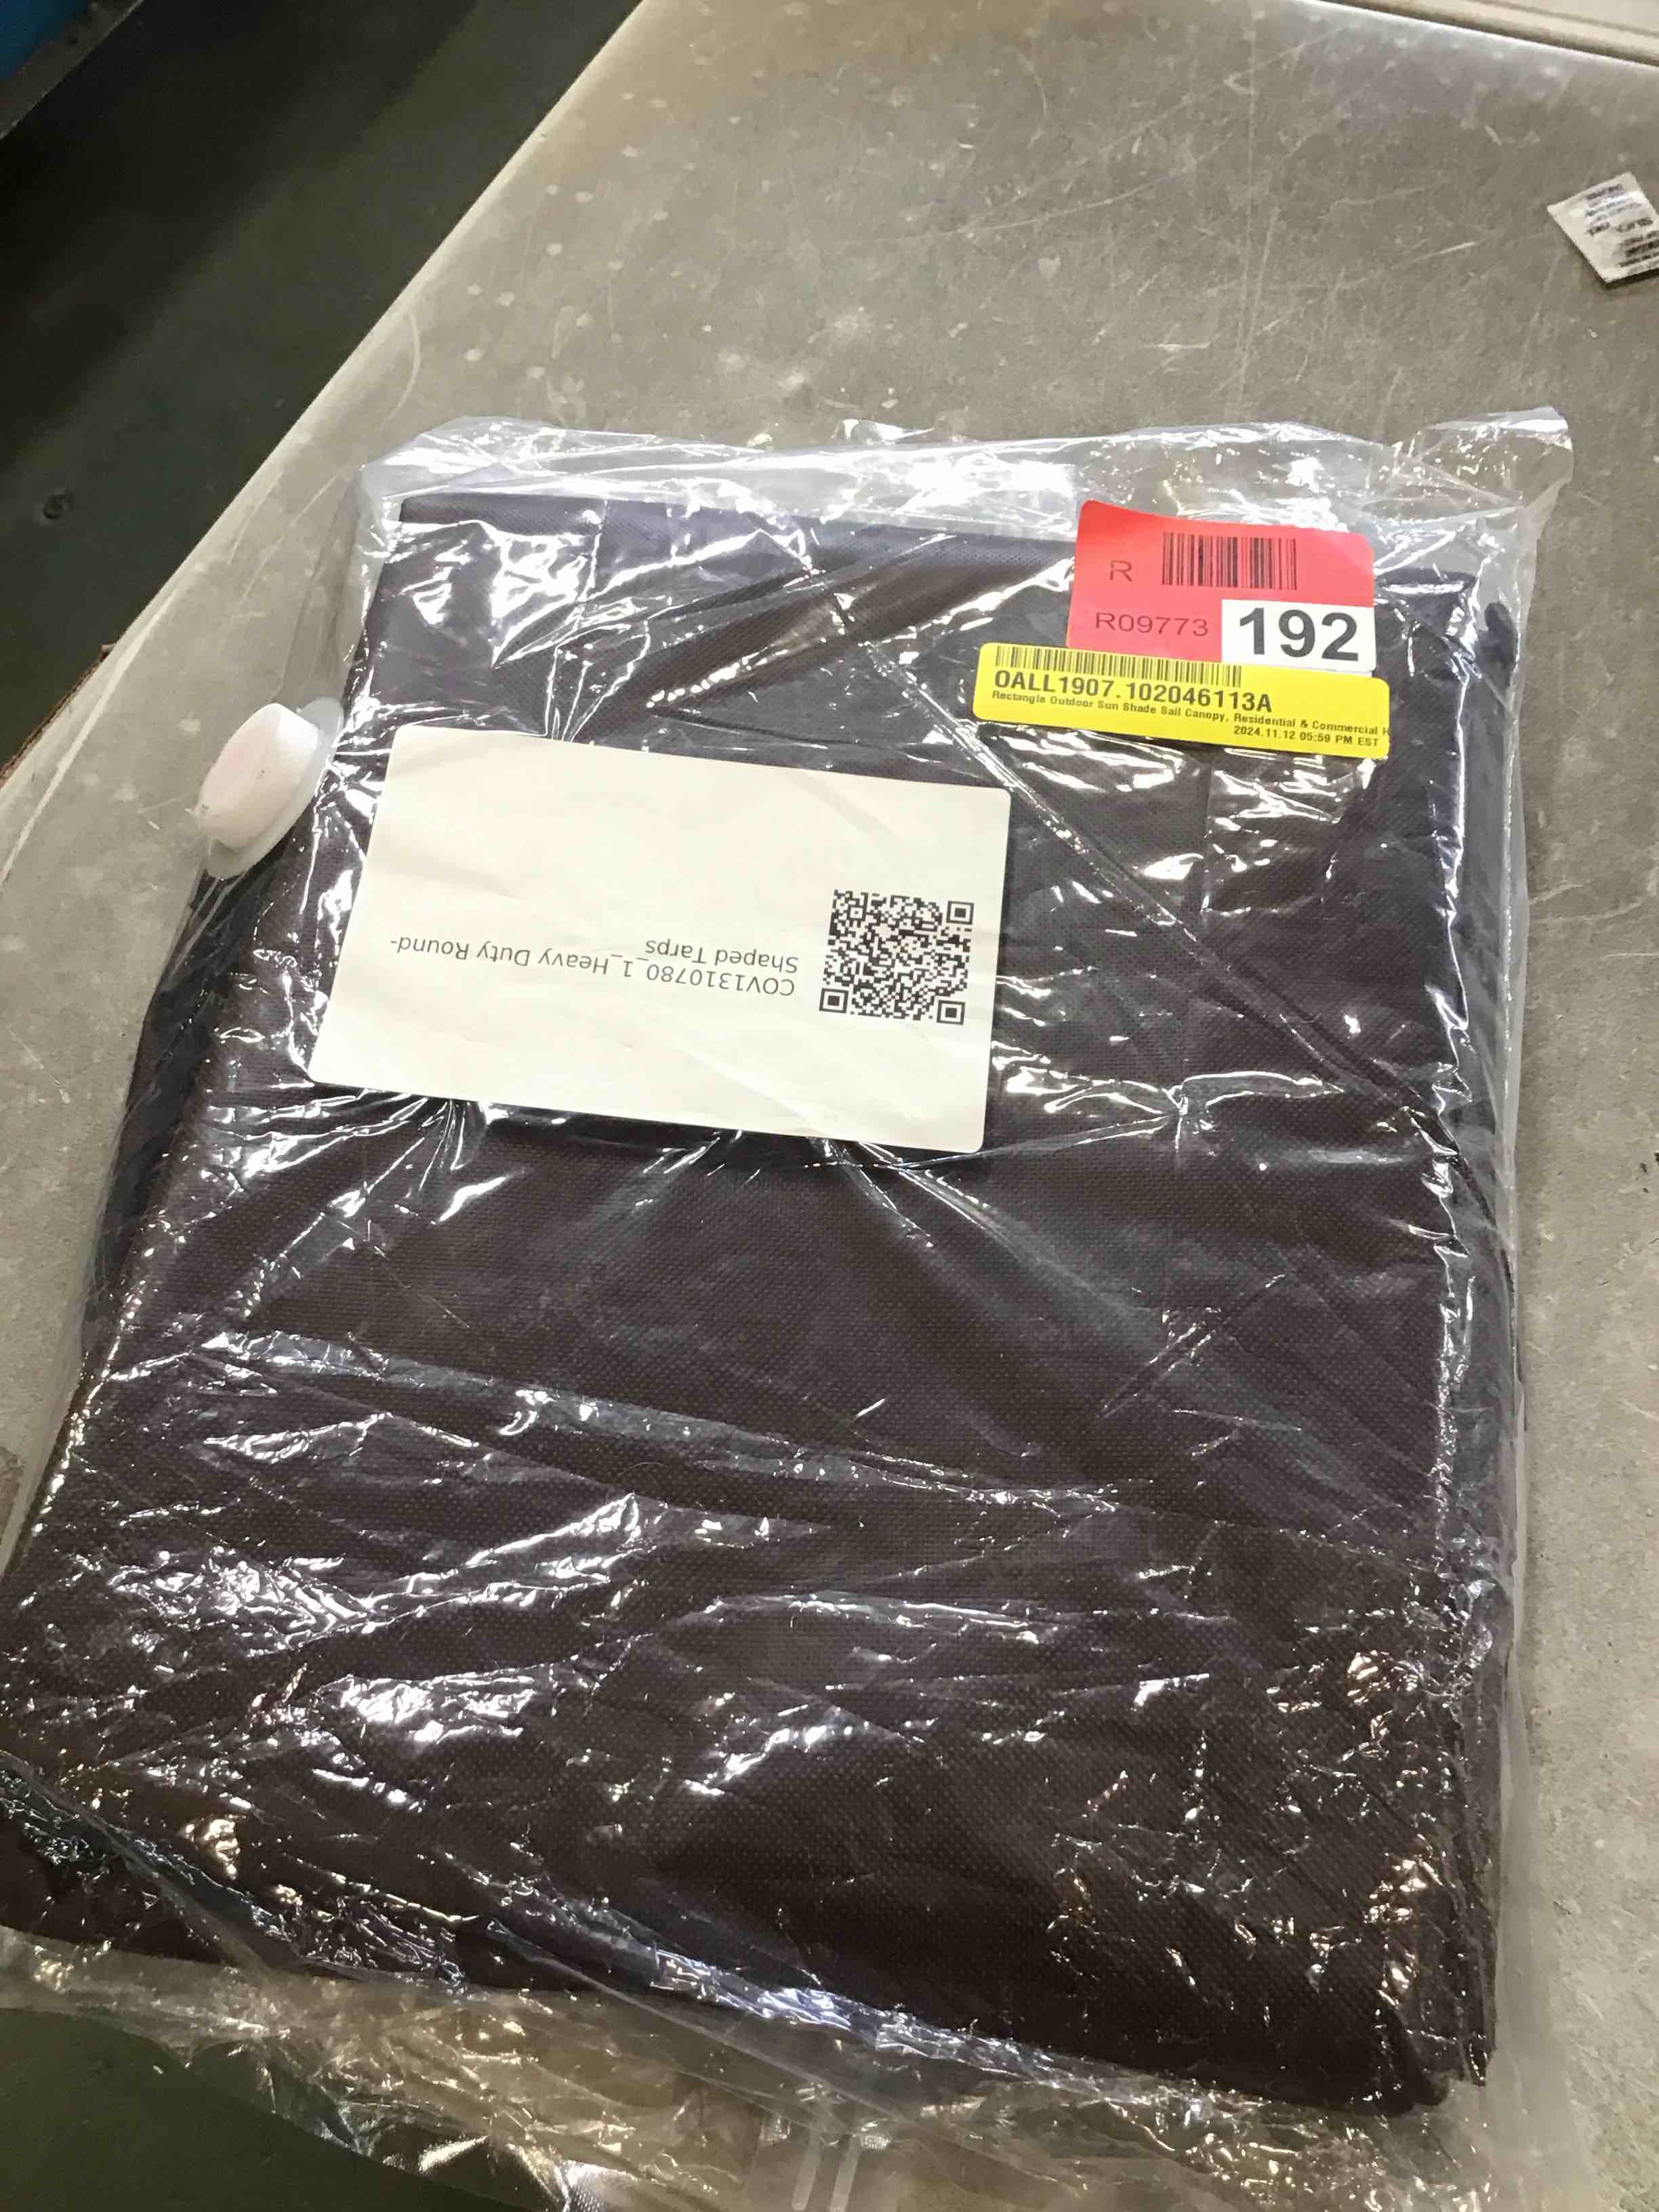 R
R09773
192
0ALL1907.102046113A
Rectangle Outdoor Sun Shade Sail Canopy, Residential & Commercial H
2024.11.12 05:59 PM EST
COV1310780_1_Heavy Duty Round-
Shaped Tarps